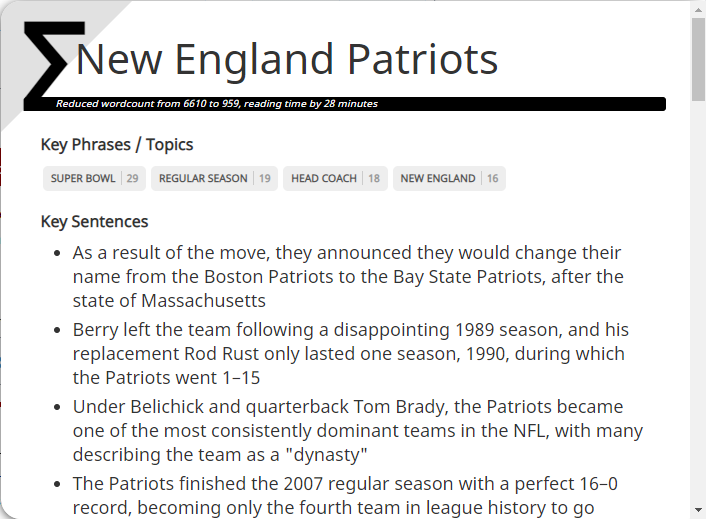 New England Patriots
Reduced wordcount from 6610 to 959, reading time by 28 minutes
Key Phrases / Topics
SUPER BOWL | 29 REGULAR SEASON | 19 HEAD COACH | 18 NEW ENGLAND | 16
Key Sentences
• As a result of the move, they announced they would change their
name from the Boston Patriots to the Bay State Patriots, after the
state of Massachusetts
• Berry left the team following a disappointing 1989 season, and his
replacement Rod Rust only lasted one season, 1990, during which
the Patriots went 1–15
• Under Belichick and quarterback Tom Brady, the Patriots became
one of the most consistently dominant teams in the NFL, with many
describing the team as a "dynasty"
• The Patriots finished the 2007 regular season with a perfect 16–0
record, becoming only the fourth team in league history to go